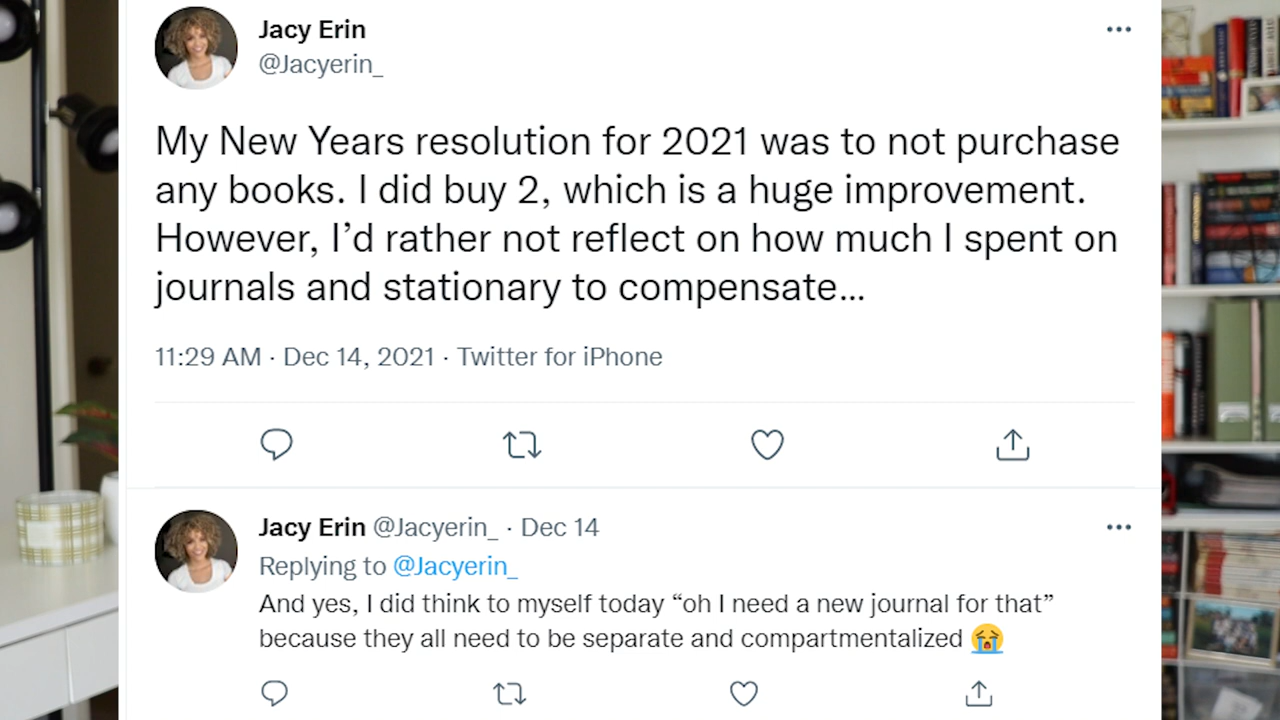 Jacy Erin
@Jacyerin_
My New Years resolution for 2021 was to not purchase
any books. I did buy 2, which is a huge improvement.
However, I’d rather not reflect on how much I spent on
journals and stationary to compensate...
11:29 AM · Dec 14, 2021 · Twitter for iPhone
Jacy Erin @Jacyerin_ · Dec 14
Replying to @Jacyerin_
And yes, I did think to myself today “oh I need a new journal for that”
because they all need to be separate and compartmentalized 😭